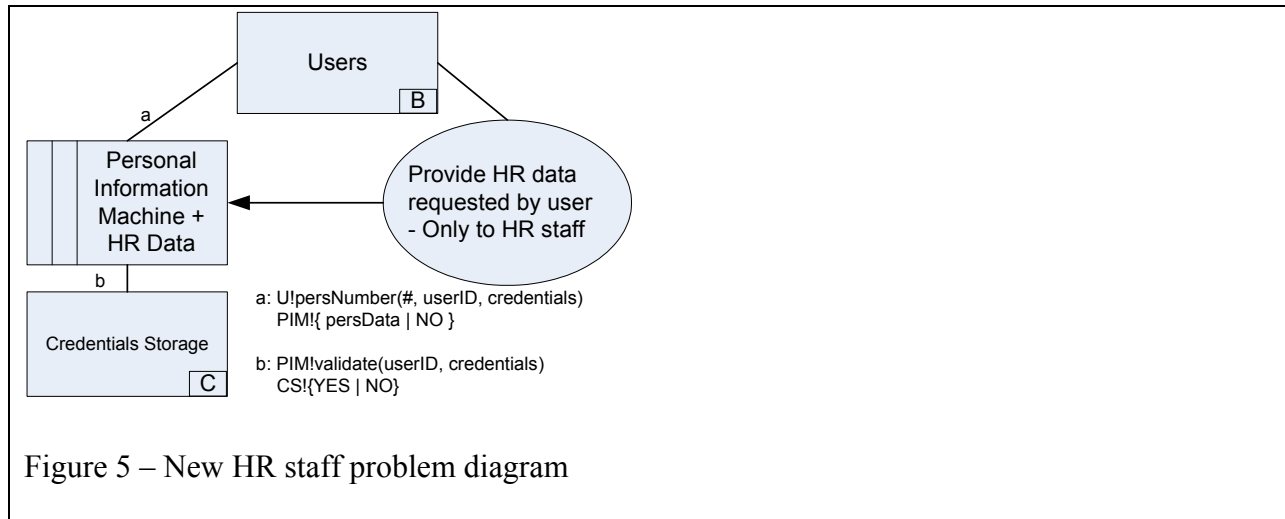 Users
B
a
Personal
Information
Machine +
HR Data
Provide HR data
requested by user
- Only to HR staff
b
Credentials Storage
C
a: U!persNumber(#, userID, credentials)
PIM!{ persData | NO }
b: PIM!validate(userID, credentials)
CS!{YES | NO}
Figure 5 – New HR staff problem diagram